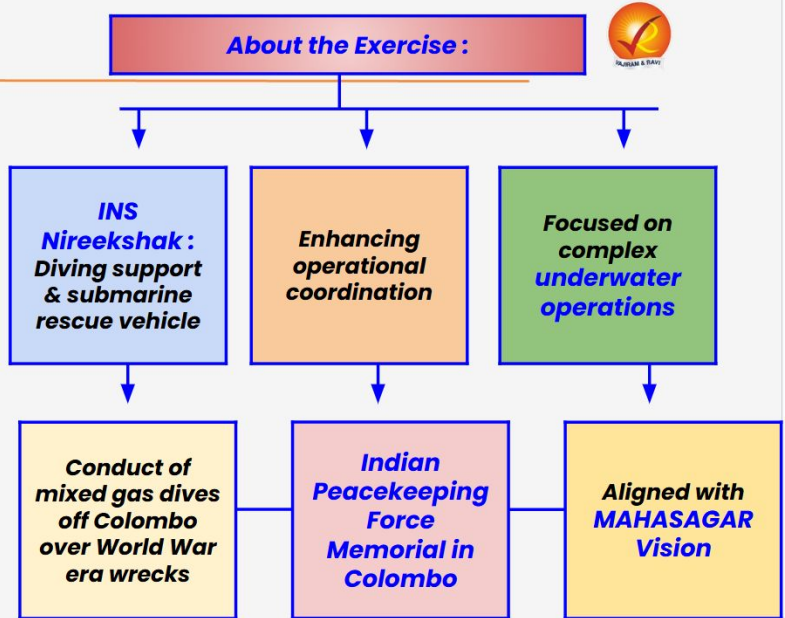 About the Exercise :
VAJIRAM & RAVI
INS
Nireekshak :
Diving support
& submarine
rescue vehicle
Enhancing
operational
coordination
Focused on
complex
underwater
operations
Conduct of
mixed gas dives
off Colombo
over World War
era wrecks
Indian
Peacekeeping
Force
Memorial in
Colombo
Aligned with
MAHASAGAR
Vision